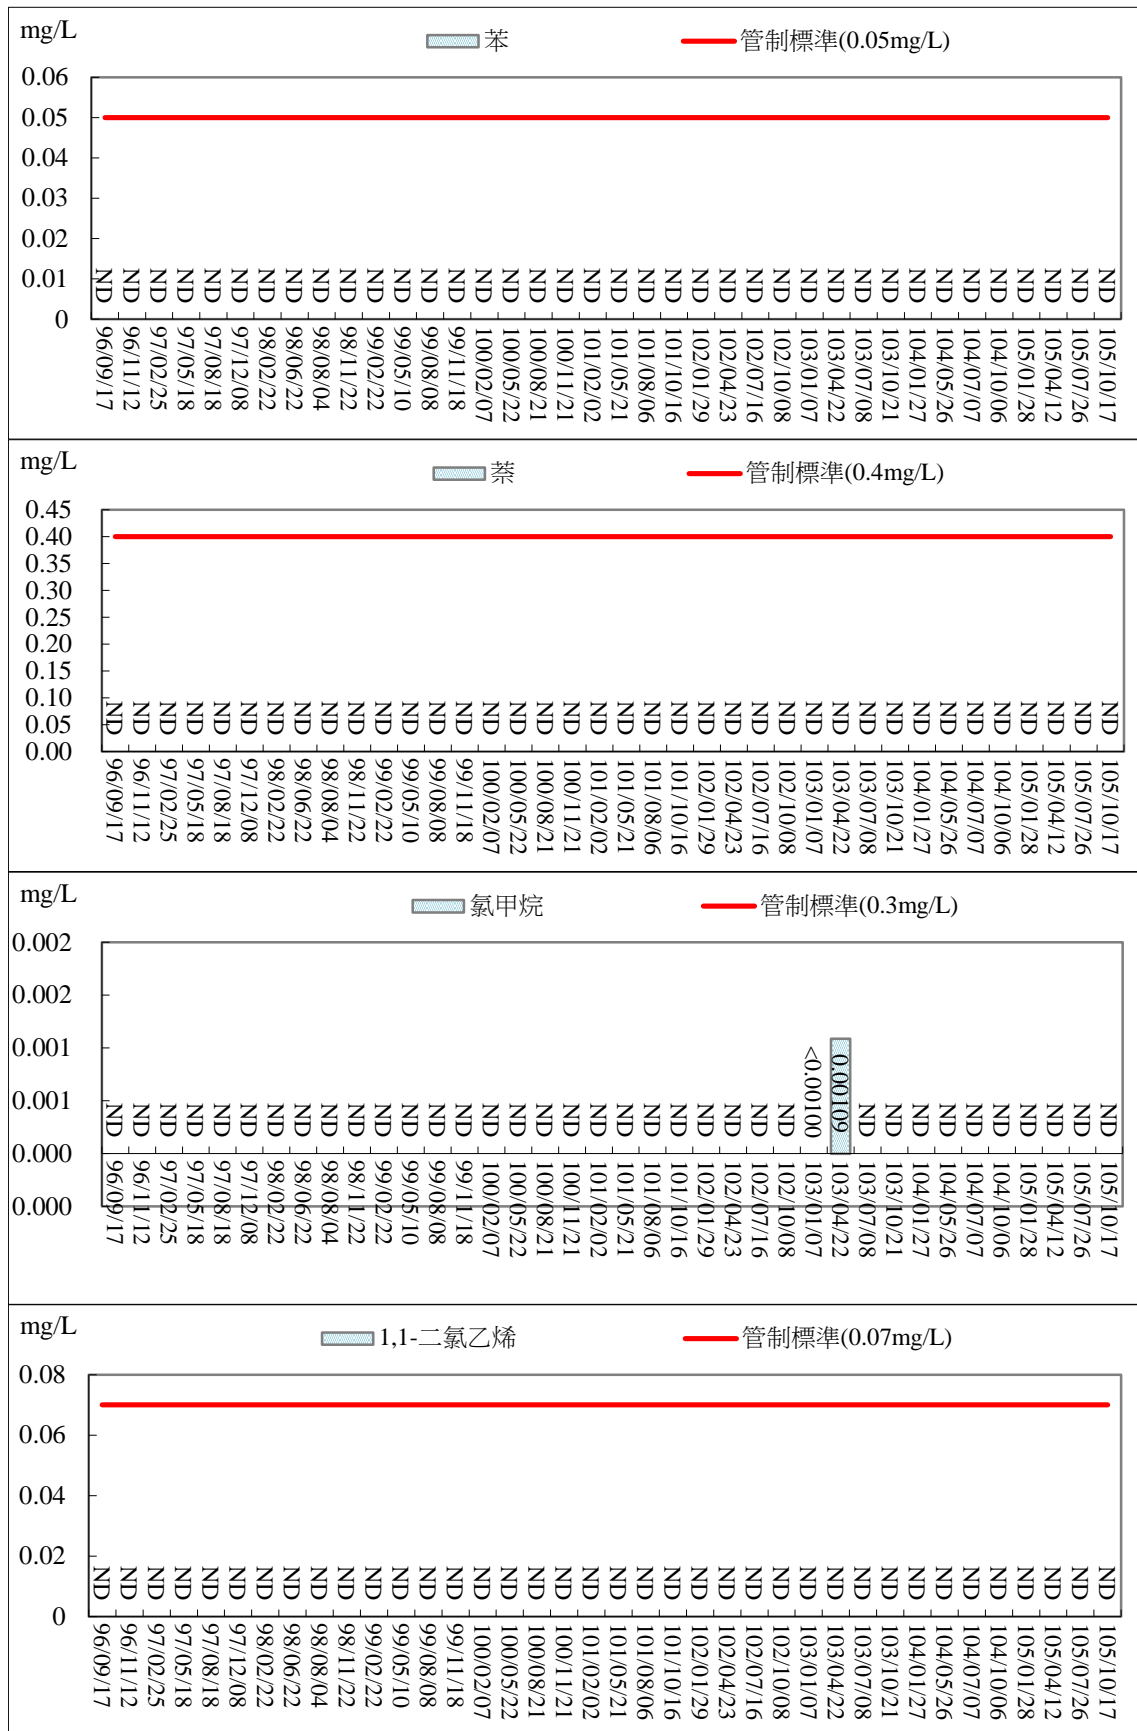 mg/L
苯 管制標準(0.05mg/L)
0.06
0.05
0.04
0.03
0.02
0.01
0
ND ND ND ND ND ND ND ND ND ND ND ND ND ND ND ND ND ND ND ND ND ND ND ND ND ND ND ND ND ND ND ND ND ND ND ND ND ND
96/09/17 96/11/12 97/02/25 97/05/18 97/08/18 97/12/08 98/02/22 98/06/22 98/08/04 98/11/22 99/02/22 99/05/10 99/08/08 99/11/18 100/02/07 100/05/22 100/08/21 100/11/21 101/02/02 101/05/21 101/08/06 101/10/16 102/01/29 102/04/23 102/07/16 102/10/08 103/01/07 103/04/22 103/07/08 103/10/21 104/01/27 104/05/26 104/07/07 104/10/06 105/01/28 105/04/12 105/07/26 105/10/17
mg/L
萘 管制標準(0.4mg/L)
0.45
0.40
0.35
0.30
0.25
0.20
0.15
0.10
0.05
0.00
ND ND ND ND ND ND ND ND ND ND ND ND ND ND ND ND ND ND ND ND ND ND ND ND ND ND ND ND ND ND ND ND ND ND ND ND ND ND
96/09/17 96/11/12 97/02/25 97/05/18 97/08/18 97/12/08 98/02/22 98/06/22 98/08/04 98/11/22 99/02/22 99/05/10 99/08/08 99/11/18 100/02/07 100/05/22 100/08/21 100/11/21 101/02/02 101/05/21 101/08/06 101/10/16 102/01/29 102/04/23 102/07/16 102/10/08 103/01/07 103/04/22 103/07/08 103/10/21 104/01/27 104/05/26 104/07/07 104/10/06 105/01/28 105/04/12 105/07/26 105/10/17
mg/L
氯甲烷 管制標準(0.3mg/L)
0.002
0.002
0.001
0.001
0.000
0.000
ND ND ND ND ND ND ND ND ND ND ND ND ND ND ND ND ND ND ND ND ND ND ND ND ND ND <0.00100 0.00109 ND ND ND ND ND ND ND ND ND ND
96/09/17 96/11/12 97/02/25 97/05/18 97/08/18 97/12/08 98/02/22 98/06/22 98/08/04 98/11/22 99/02/22 99/05/10 99/08/08 99/11/18 100/02/07 100/05/22 100/08/21 100/11/21 101/02/02 101/05/21 101/08/06 101/10/16 102/01/29 102/04/23 102/07/16 102/10/08 103/01/07 103/04/22 103/07/08 103/10/21 104/01/27 104/05/26 104/07/07 104/10/06 105/01/28 105/04/12 105/07/26 105/10/17
mg/L
1,1-二氯乙烯 管制標準(0.07mg/L)
0.08
0.06
0.04
0.02
0
ND ND ND ND ND ND ND ND ND ND ND ND ND ND ND ND ND ND ND ND ND ND ND ND ND ND ND ND ND ND ND ND ND ND ND ND ND ND
96/09/17 96/11/12 97/02/25 97/05/18 97/08/18 97/12/08 98/02/22 98/06/22 98/08/04 98/11/22 99/02/22 99/05/10 99/08/08 99/11/18 100/02/07 100/05/22 100/08/21 100/11/21 101/02/02 101/05/21 101/08/06 101/10/16 102/01/29 102/04/22 102/07/16 102/10/08 103/01/07 103/04/22 103/07/08 103/10/21 104/01/27 104/05/26 104/07/07 104/10/06 105/01/28 105/04/12 105/07/26 105/10/17